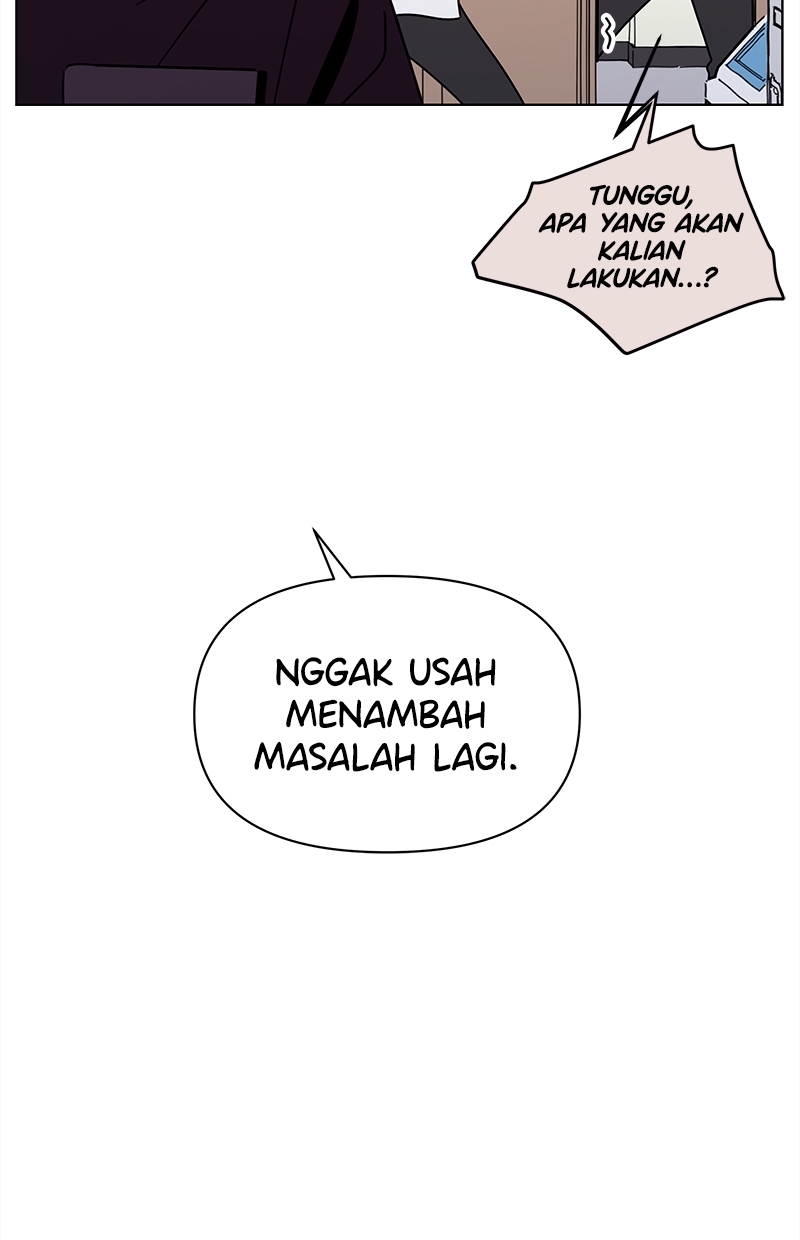 TUNGGU,
APA YANG AKAN
KALIAN
LAKUKAN...?
NGGAK USAH
MENAMBAH
MASALAH LAGI.